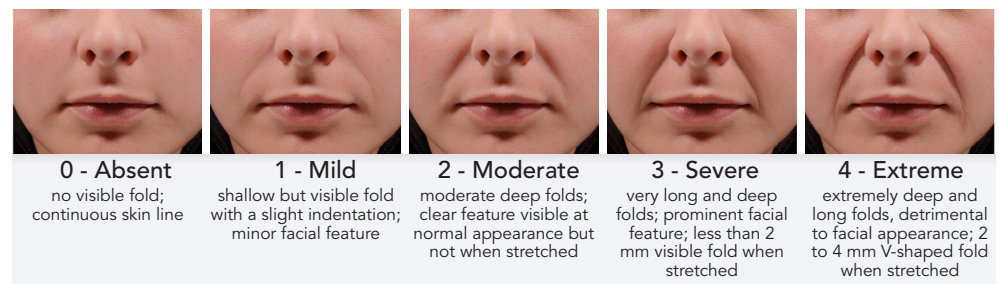 0 - Absent
no visible fold;
continuous skin line
1 - Mild
shallow but visible fold
with a slight indentation;
minor facial feature
2 - Moderate
moderate deep folds;
clear feature visible at
normal appearance but
not when stretched
3 - Severe
very long and deep
folds; prominent facial
feature; less than 2
mm visible fold when
stretched
4 - Extreme
extremely deep and
long folds, detrimental
to facial appearance; 2
to 4 mm V-shaped fold
when stretched